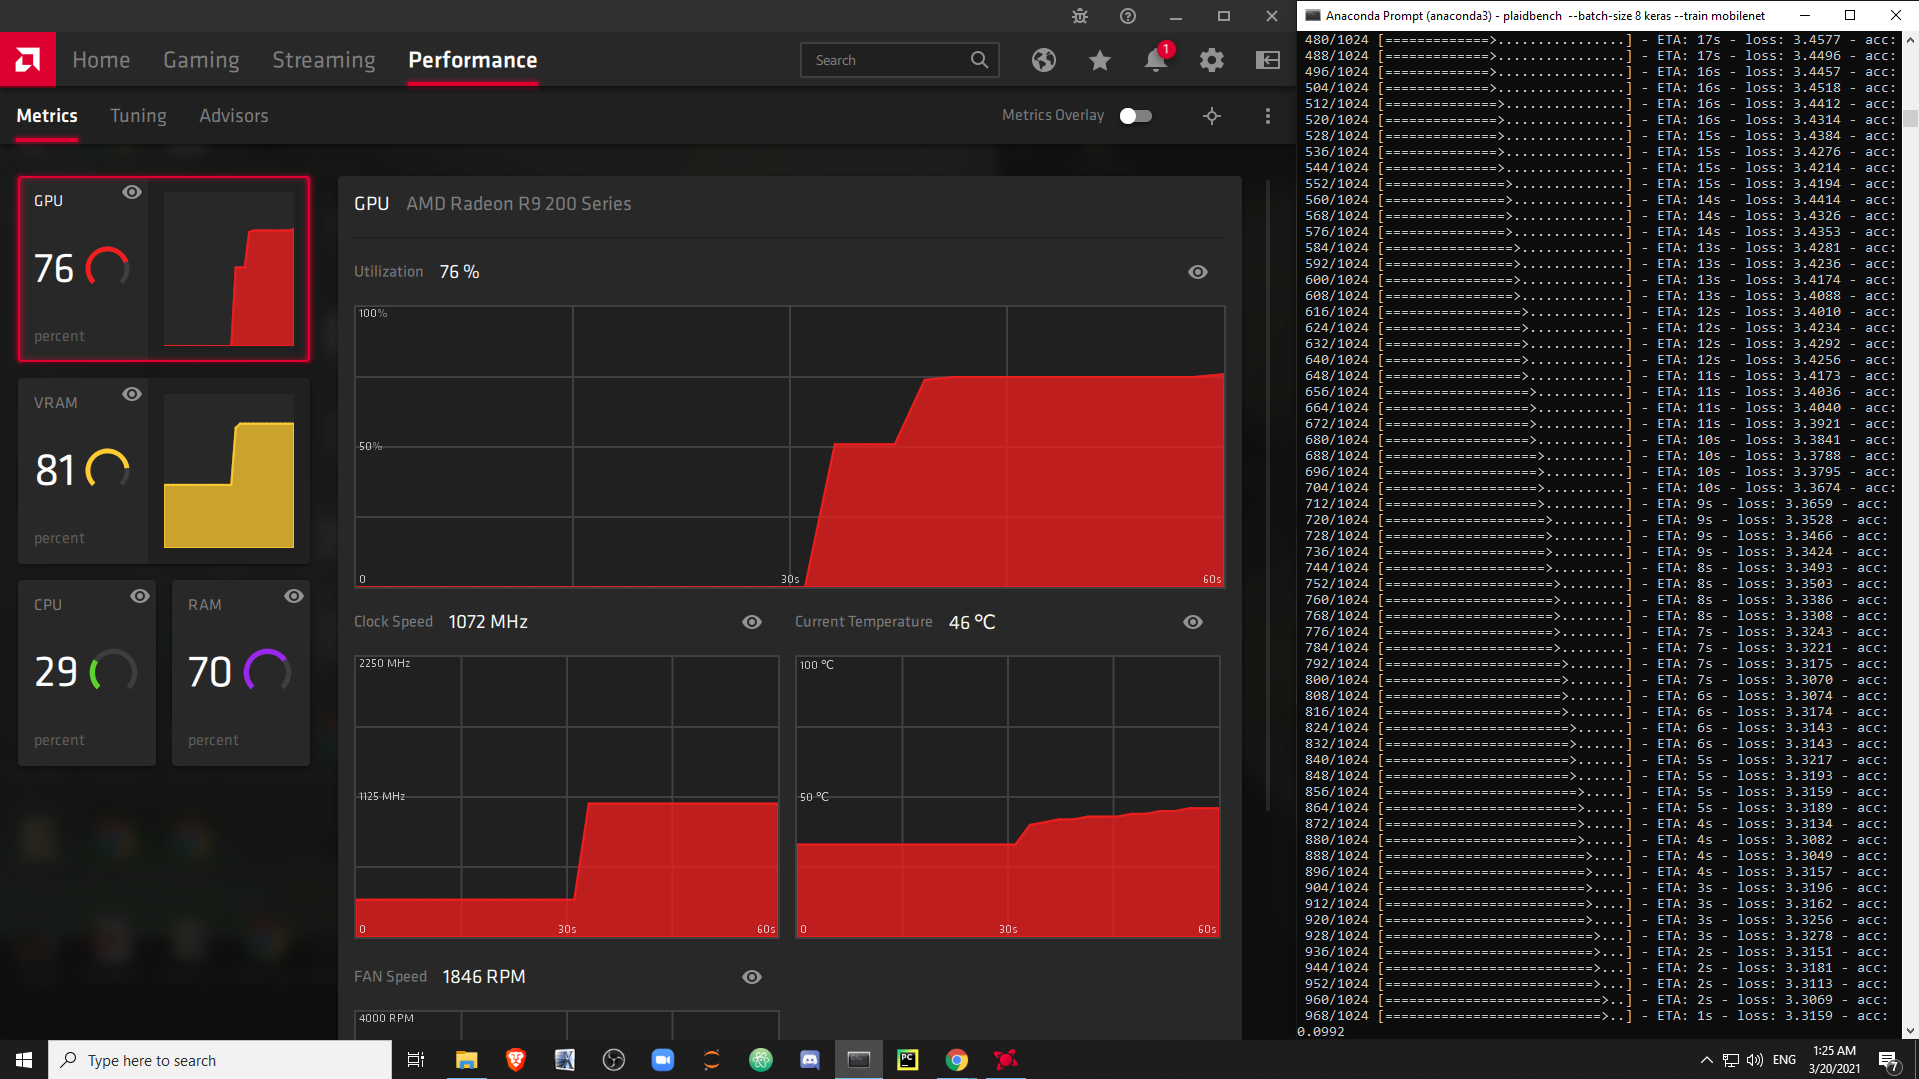 Home
Gaming
Streaming
Performance
Search
1
Metrics
Tuning
Advisors
Metrics Overlay
GPU
76
percent
VRAM
81
percent
CPU
29
percent
RAM
70
percent
GPU AMD Radeon R9 200 Series
Utilization 76 %
100%
50%
0
30s
60s
Clock Speed 1072 MHz
2250 MHz
1125 MHz
0
30s
60s
Current Temperature 46 °C
100 °C
50 °C
0
30s
60s
FAN Speed 1846 RPM
4000 RPM
Anaconda Prompt (anaconda3) - plaidbench --batch-size 8 keras --train mobilenet
480/1024 [=============>................] - ETA: 17s - loss: 3.4577 - acc:
488/1024 [=============>................] - ETA: 17s - loss: 3.4496 - acc:
496/1024 [=============>................] - ETA: 16s - loss: 3.4457 - acc:
504/1024 [=============>................] - ETA: 16s - loss: 3.4518 - acc:
512/1024 [==============>...............] - ETA: 16s - loss: 3.4412 - acc:
520/1024 [==============>...............] - ETA: 16s - loss: 3.4314 - acc:
528/1024 [==============>...............] - ETA: 15s - loss: 3.4384 - acc:
536/1024 [==============>...............] - ETA: 15s - loss: 3.4276 - acc:
544/1024 [==============>...............] - ETA: 15s - loss: 3.4214 - acc:
552/1024 [===============>..............] - ETA: 15s - loss: 3.4194 - acc:
560/1024 [===============>..............] - ETA: 14s - loss: 3.4414 - acc:
568/1024 [===============>..............] - ETA: 14s - loss: 3.4326 - acc:
576/1024 [===============>..............] - ETA: 14s - loss: 3.4353 - acc:
584/1024 [================>.............] - ETA: 13s - loss: 3.4281 - acc:
592/1024 [================>.............] - ETA: 13s - loss: 3.4236 - acc:
600/1024 [================>.............] - ETA: 13s - loss: 3.4174 - acc:
608/1024 [================>.............] - ETA: 13s - loss: 3.4088 - acc:
616/1024 [=================>............] - ETA: 12s - loss: 3.4010 - acc:
624/1024 [=================>............] - ETA: 12s - loss: 3.4234 - acc:
632/1024 [=================>............] - ETA: 12s - loss: 3.4292 - acc:
640/1024 [=================>............] - ETA: 12s - loss: 3.4256 - acc:
648/1024 [=================>............] - ETA: 11s - loss: 3.4173 - acc:
656/1024 [==================>...........] - ETA: 11s - loss: 3.4036 - acc:
664/1024 [==================>...........] - ETA: 11s - loss: 3.4040 - acc:
672/1024 [==================>...........] - ETA: 11s - loss: 3.3921 - acc:
680/1024 [==================>...........] - ETA: 10s - loss: 3.3841 - acc:
688/1024 [===================>..........] - ETA: 10s - loss: 3.3788 - acc:
696/1024 [===================>..........] - ETA: 10s - loss: 3.3795 - acc:
704/1024 [===================>..........] - ETA: 10s - loss: 3.3674 - acc:
712/1024 [===================>..........] - ETA: 9s - loss: 3.3659 - acc:
720/1024 [====================>.........] - ETA: 9s - loss: 3.3528 - acc:
728/1024 [====================>.........] - ETA: 9s - loss: 3.3466 - acc:
736/1024 [====================>.........] - ETA: 9s - loss: 3.3424 - acc:
744/1024 [====================>.........] - ETA: 8s - loss: 3.3493 - acc:
752/1024 [=====================>........] - ETA: 8s - loss: 3.3503 - acc:
760/1024 [=====================>........] - ETA: 8s - loss: 3.3386 - acc:
768/1024 [=====================>........] - ETA: 8s - loss: 3.3308 - acc:
776/1024 [=====================>........] - ETA: 7s - loss: 3.3243 - acc:
784/1024 [=====================>........] - ETA: 7s - loss: 3.3221 - acc:
792/1024 [======================>.......] - ETA: 7s - loss: 3.3175 - acc:
800/1024 [======================>.......] - ETA: 7s - loss: 3.3070 - acc:
808/1024 [======================>.......] - ETA: 6s - loss: 3.3074 - acc:
816/1024 [======================>.......] - ETA: 6s - loss: 3.3174 - acc:
824/1024 [=======================>......] - ETA: 6s - loss: 3.3143 - acc:
832/1024 [=======================>......] - ETA: 6s - loss: 3.3143 - acc:
840/1024 [=======================>......] - ETA: 5s - loss: 3.3217 - acc:
848/1024 [=======================>......] - ETA: 5s - loss: 3.3193 - acc:
856/1024 [========================>.....] - ETA: 5s - loss: 3.3159 - acc:
864/1024 [========================>.....] - ETA: 5s - loss: 3.3189 - acc:
872/1024 [========================>.....] - ETA: 4s - loss: 3.3134 - acc:
880/1024 [========================>.....] - ETA: 4s - loss: 3.3082 - acc:
888/1024 [=========================>....] - ETA: 4s - loss: 3.3049 - acc:
896/1024 [=========================>....] - ETA: 4s - loss: 3.3157 - acc:
904/1024 [=========================>....] - ETA: 3s - loss: 3.3196 - acc:
912/1024 [=========================>....] - ETA: 3s - loss: 3.3162 - acc:
920/1024 [=========================>....] - ETA: 3s - loss: 3.3256 - acc:
928/1024 [==========================>...] - ETA: 3s - loss: 3.3278 - acc:
936/1024 [==========================>...] - ETA: 2s - loss: 3.3151 - acc:
944/1024 [==========================>...] - ETA: 2s - loss: 3.3181 - acc:
952/1024 [==========================>...] - ETA: 2s - loss: 3.3113 - acc:
960/1024 [===========================>..] - ETA: 2s - loss: 3.3069 - acc:
968/1024 [===========================>..] - ETA: 1s - loss: 3.3159 - acc:
0.0992
Type here to search
PC
ENG
1:25 AM
3/20/2021
7